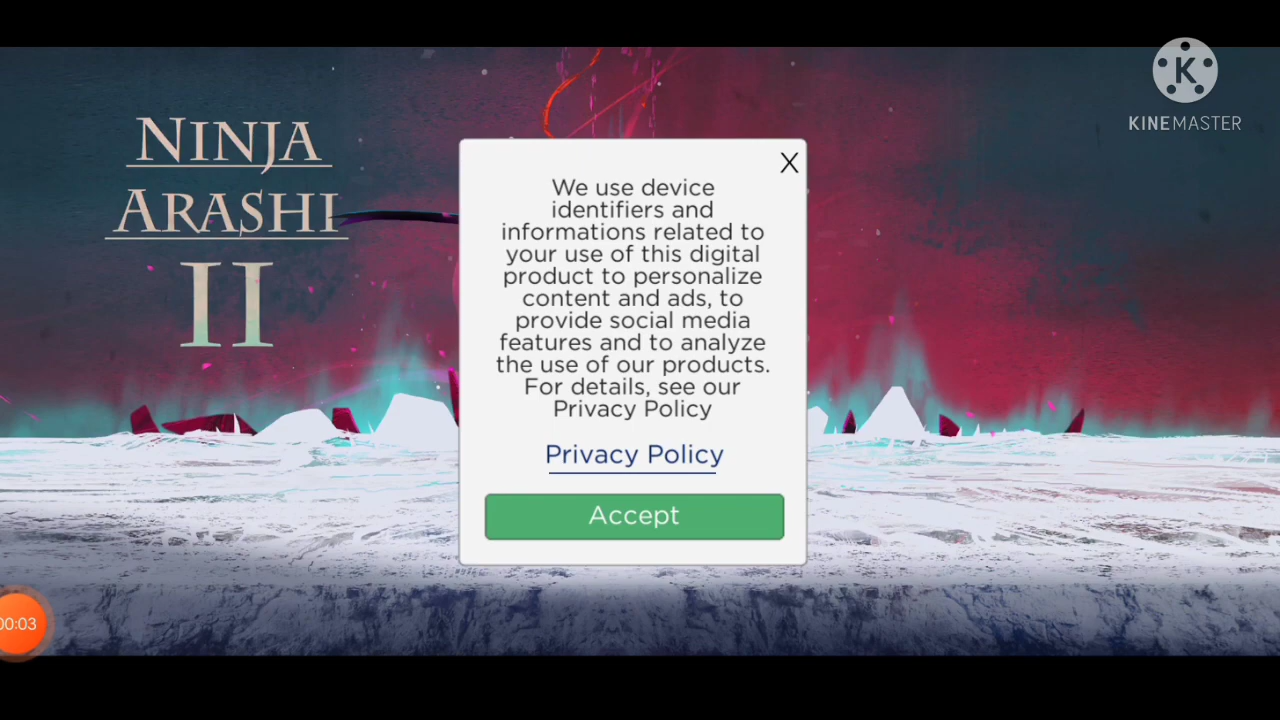 NINJA
ARASHI
II
K
KINEMASTER
X
We use device
identifiers and
informations related to
your use of this digital
product to personalize
content and ads, to
provide social media
features and to analyze
the use of our products.
For details, see our
Privacy Policy
Privacy Policy
Accept
00:03